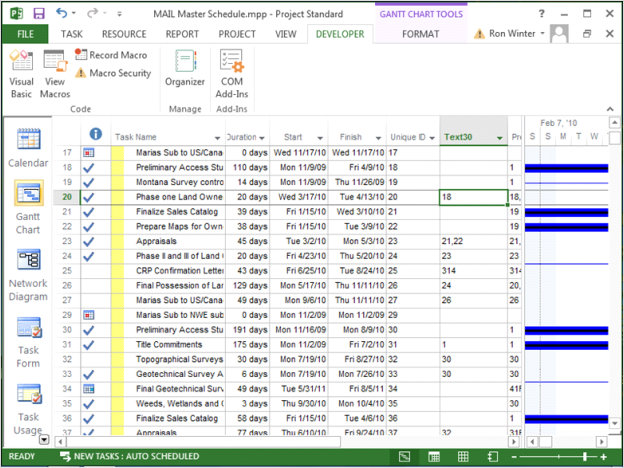 MAIL Master Schedule.mpp - Project Standard
GANTT CHART TOOLS
FILE TASK RESOURCE REPORT PROJECT VIEW DEVELOPER FORMAT Ron Winter
Visual Basic
View Macros
Record Macro
Macro Security
Organizer
COM Add-Ins
Code Manage Add-Ins
Feb 7, '10
Task Name Duration Start Finish Unique ID Text30 Pre
S S M T W
17 Marias Sub to US/Cana 0 days Wed 11/17/10 Wed 11/17/10 17
18 Preliminary Access Stu 110 days Mon 11/9/09 Fri 4/9/10 18 1
19 Montana Survey contro 14 days Mon 11/9/09 Thu 11/26/09 19 1
20 Phase one Land Owne 20 days Wed 3/17/10 Tue 4/13/10 20 18 18,
21 Finalize Sales Catalog 39 days Fri 1/15/10 Wed 3/10/10 21 19
22 Prepare Maps for Own 38 days Fri 1/15/10 Tue 3/9/10 22 19
23 Appraisals 45 days Tue 3/2/10 Mon 5/3/10 23 21,22 21,
24 Phase II and III of Land 20 days Fri 4/23/10 Thu 5/20/10 24 23 23
25 CRP Confirmation Letter 43 days Fri 6/25/10 Tue 8/24/10 25 314 314
26 Final Possession of Lan 129 days Mon 5/17/10 Thu 11/11/10 26 24 20,
27 Marias Sub to US/Cana 49 days Mon 9/6/10 Thu 11/11/10 27 26 26
29 Marias Sub to NWE sub 0 days Mon 11/2/09 Mon 11/2/09 29
30 Preliminary Access Stu 191 days Mon 11/16/09 Mon 8/9/10 30 1
31 Title Commitments 175 days Mon 11/2/09 Fri 7/2/10 31 1 1
32 Topographical Surveys 30 days Mon 7/19/10 Fri 8/27/10 32 30 30
33 Geotechnical Survey A 6 days Mon 7/19/10 Mon 7/26/10 33 30 30
34 Final Geotechnical Surv 49 days Tue 5/31/11 Fri 8/5/11 34
35 Weeds, Wetlands and C 3 days Thu 9/30/10 Mon 10/4/10 35 30
36 Finalize Sales Catalog 58 days Fri 1/15/10 Tue 4/6/10 36 1
37 Appraisals 77 days Thu 6/10/10 Fri 9/24/10 37 32
Calendar
Gantt Chart
Network Diagram
Task Form
Task Usage
READY NEW TASKS : AUTO SCHEDULED